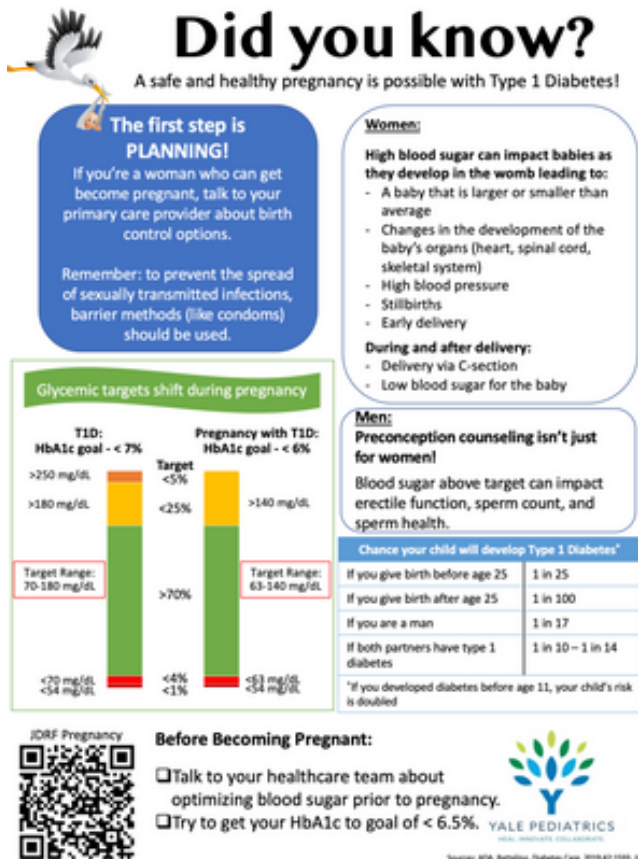 Did you know?
A safe and healthy pregnancy is possible with Type 1 Diabetes!
The first step is
PLANNING!
If you're a woman who can get
become pregnant, talk to your
primary care provider about birth
control options.
Remember: to prevent the spread
of sexually transmitted infections,
barrier methods (like condoms)
should be used.
Women:
High blood sugar can impact babies as
they develop in the womb leading to:
- A baby that is larger or smaller than
average
- Changes in the development of the
baby's organs (heart, spinal cord,
skeletal system)
- High blood pressure
- Stillbirths
- Early delivery
During and after delivery:
- Delivery via C-section
- Low blood sugar for the baby
Glycemic targets shift during pregnancy
T1D:
HbA1c goal - < 7%
Pregnancy with T1D:
HbA1c goal - < 6%
Target
>250 mg/dL
<5%
>180 mg/dL
<25%
>140 mg/dL
Target Range:
70-180 mg/dL
>70%
Target Range:
63-140 mg/dL
<70 mg/dL
<4%
<63 mg/dL
<54 mg/dL
<1%
<54 mg/dL
Men:
Preconception counseling isn't just
for women!
Blood sugar above target can impact
erectile function, sperm count, and
sperm health.
Chance your child will develop Type 1 Diabetes*
If you give birth before age 25 1 in 25
If you give birth after age 25 1 in 100
If you are a man 1 in 17
If both partners have type 1 1 in 10 – 1 in 14
diabetes
*If you developed diabetes before age 11, your child's risk
is doubled
JDRF Pregnancy
Before Becoming Pregnant:
❑Talk to your healthcare team about
optimizing blood sugar prior to pregnancy.
❑Try to get your HbA1c to goal of < 6.5%.
YALE PEDIATRICS
HEAL. INNOVATE. COLLABORATE.
Sources: ADA, Battelino, Diabetes Care